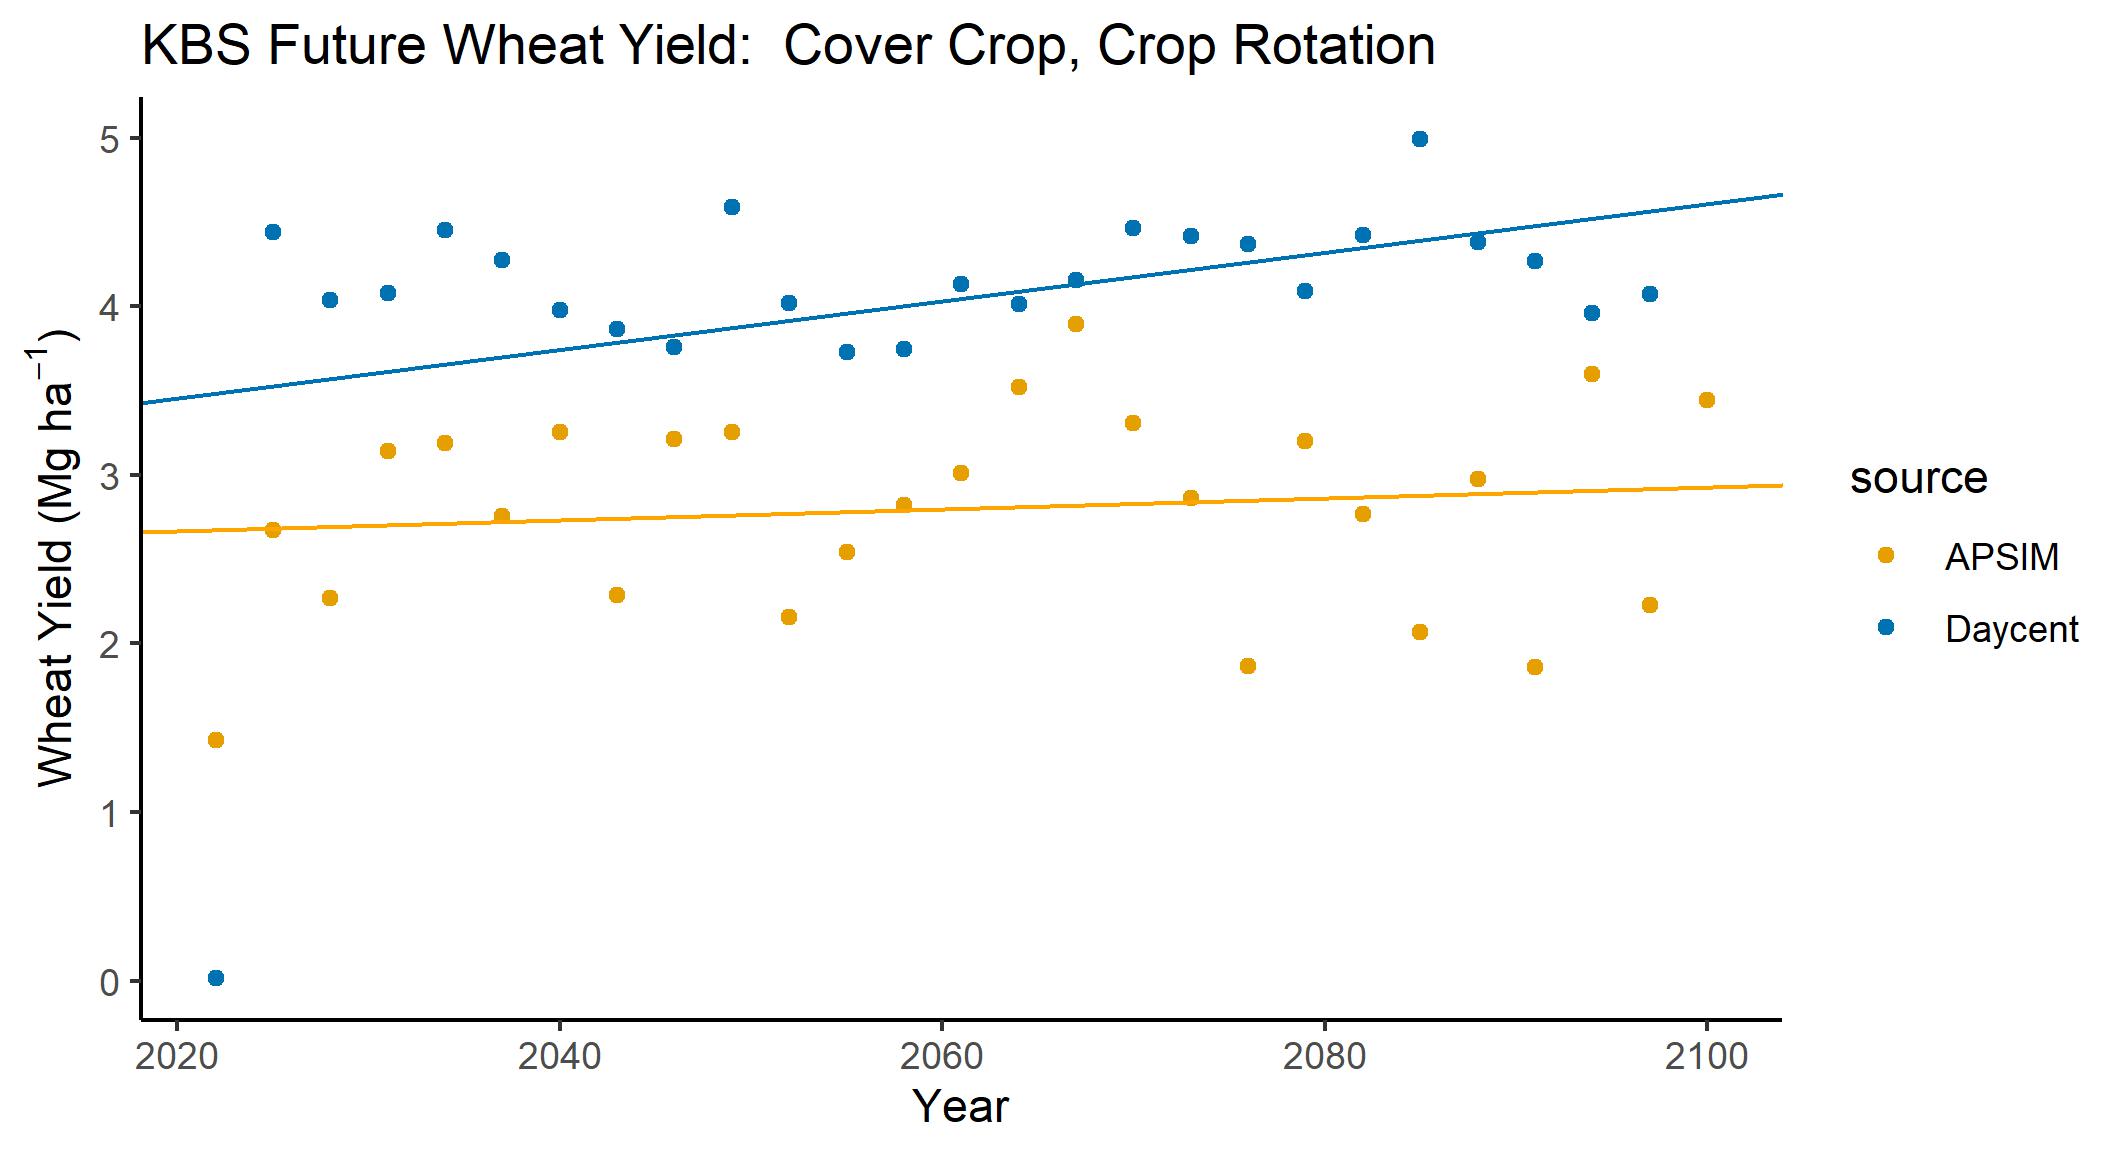 KBS Future Wheat Yield:  Cover Crop, Crop Rotation
Wheat Yield (Mg ha⁻¹)
5
4
3
2
1
0
2020 2040 2060 2080 2100
Year
source
APSIM
Daycent